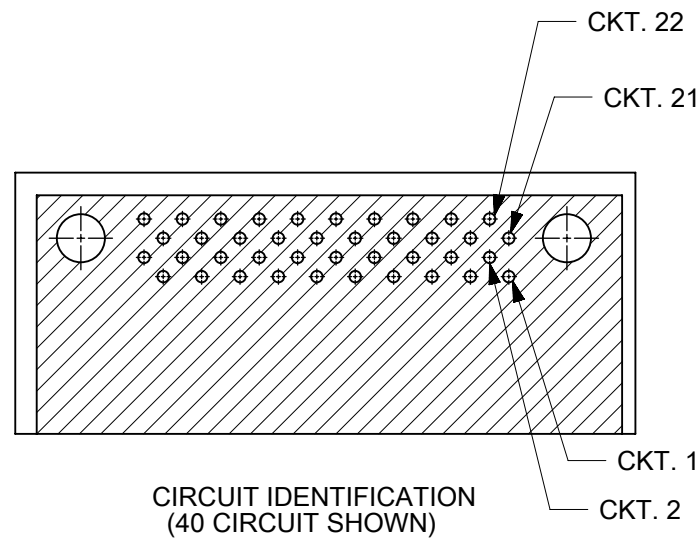 CKT. 22
CKT. 21
CKT. 1
CKT. 2
CIRCUIT IDENTIFICATION
(40 CIRCUIT SHOWN)